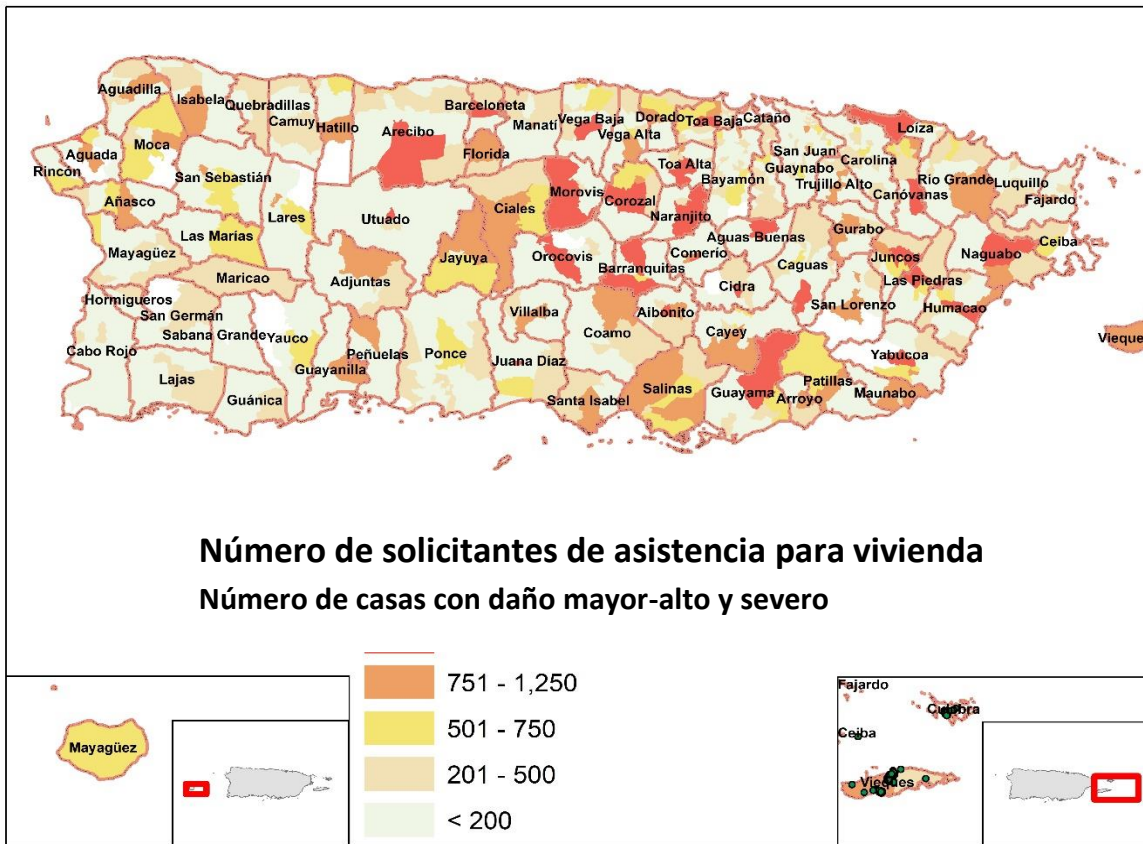 Aguadilla
Isabela
Quebradillas
Camuy
Hatillo
Arecibo
Barceloneta
Manatí
Vega Baja
Vega Alta
Dorado
Toa Baja
Cataño
San Juan
Guaynabo
Carolina
Loíza
Moca
Aguada
Rincón
San Sebastián
Florida
Toa Alta
Bayamón
Trujillo Alto
Canóvanas
Río Grande
Luquillo
Fajardo
Añasco
Lares
Utuado
Ciales
Morovis
Corozal
Naranjito
Las Marías
Mayagüez
Aguas Buenas
Gurabo
Ceiba
Naguabo
Jayuya
Orocovis
Barranquitas
Comerío
Caguas
Juncos
Maricao
Adjuntas
Cidra
Las Piedras
Hormigueros
San Germán
Sabana Grande
Yauco
Villalba
Aibonito
San Lorenzo
Humacao
Cabo Rojo
Guayanilla
Peñuelas
Ponce
Juana Díaz
Coamo
Cayey
Yabucoa
Vieques
Lajas
Guánica
Santa Isabel
Salinas
Guayama
Arroyo
Patillas
Maunabo
Número de solicitantes de asistencia para vivienda
Número de casas con daño mayor-alto y severo
751 - 1,250
501 - 750
201 - 500
< 200
Mayagüez
Fajardo
Culebra
Ceiba
Vieques